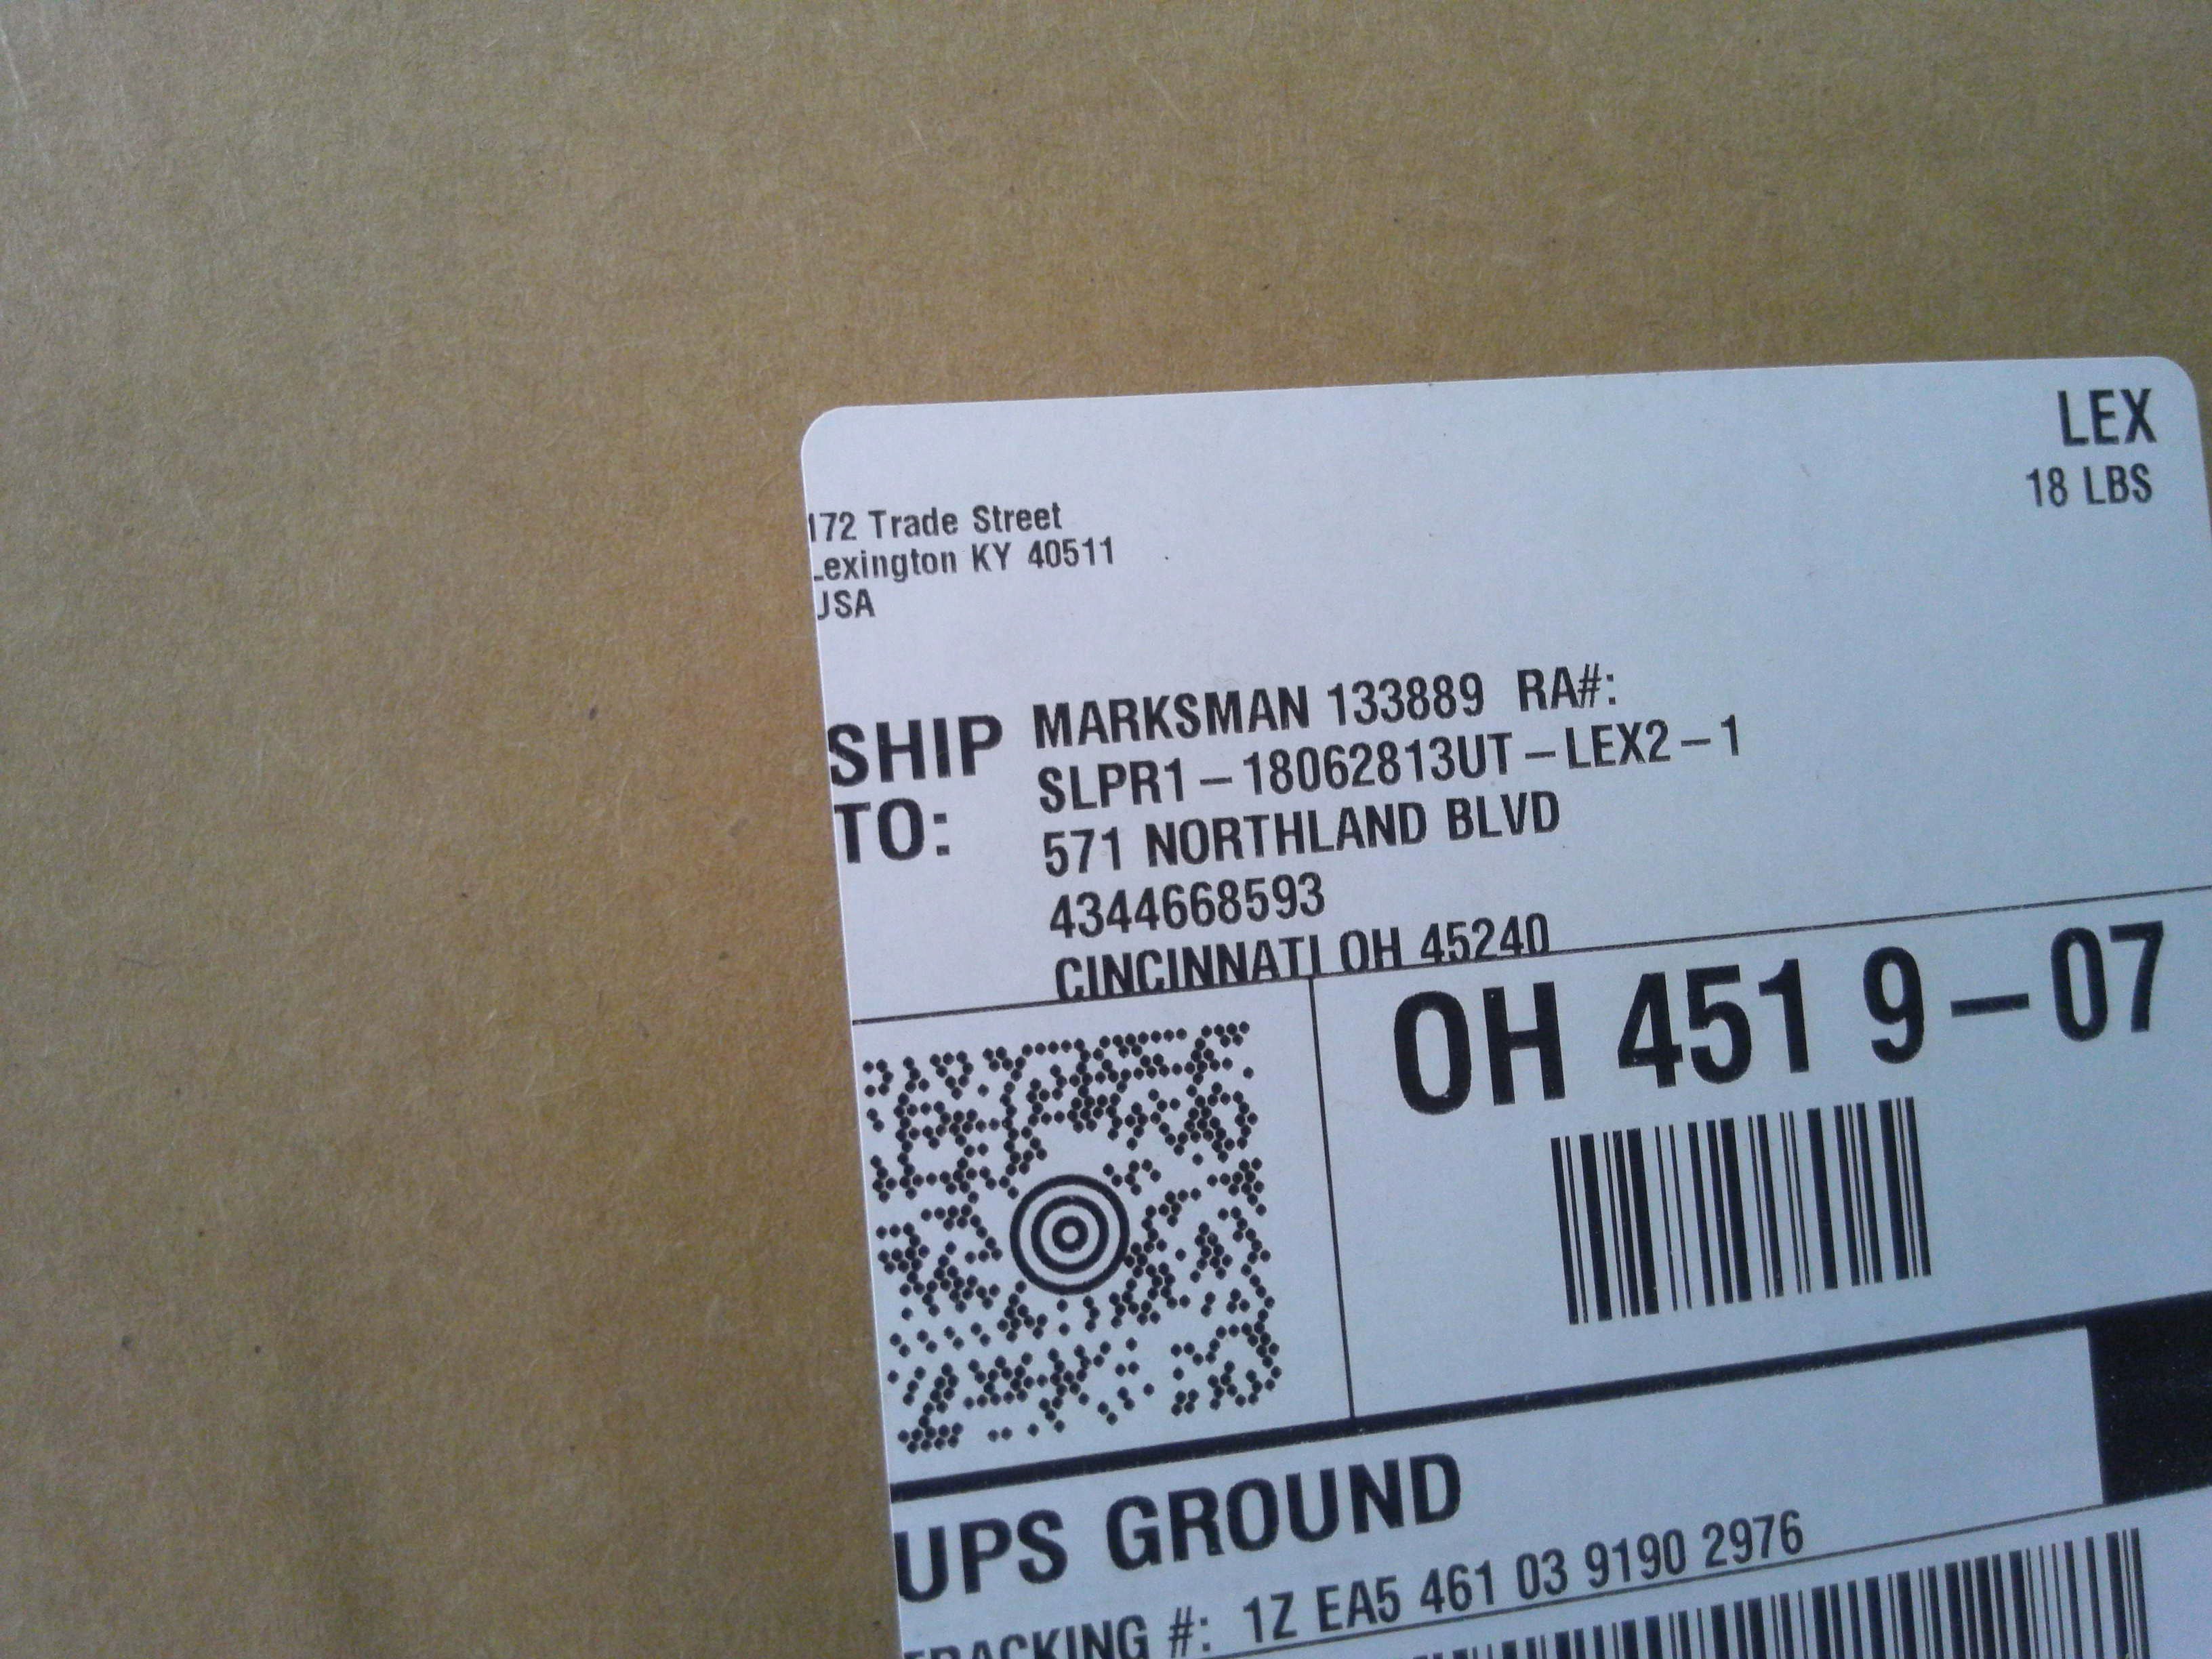 LEX
18 LBS
172 Trade Street
Lexington KY 40511
USA
SHIP TO:
MARKSMAN 133889 RA#:
SLPR1-18062813UT-LEX2-1
571 NORTHLAND BLVD
4344668593
CINCINNATI OH 45240
OH 451 9-07
UPS GROUND
TRACKING #: 1Z EA5 461 03 9190 2976